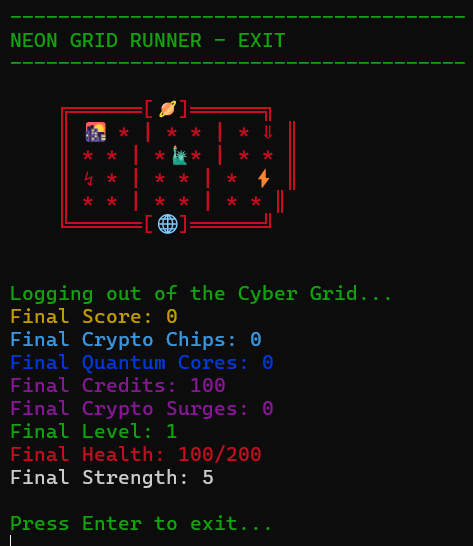 ----------------------------------------
NEON GRID RUNNER - EXIT
----------------------------------------
╔══════[🪐]══════╗
║ 🌇 * | * * | * ⇓ ║
║ * * | *🗽* | * *
║ ↯ * | * * | * ⚡ ║
║ * * | * * | * * ║
╚══════[🌐]══════╝
Logging out of the Cyber Grid...
Final Score: 0
Final Crypto Chips: 0
Final Quantum Cores: 0
Final Credits: 100
Final Crypto Surges: 0
Final Level: 1
Final Health: 100/200
Final Strength: 5
Press Enter to exit...